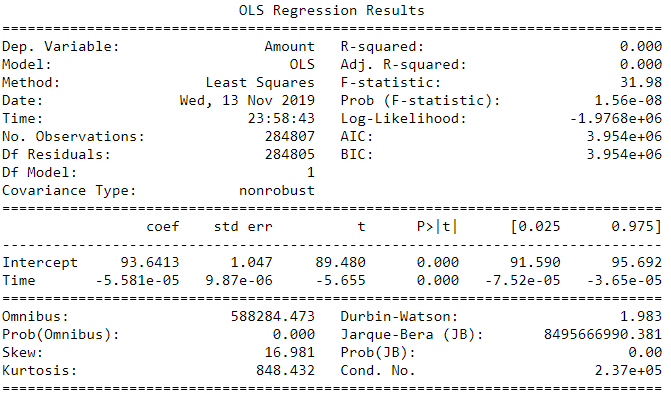 OLS Regression Results
==============================================================================
Dep. Variable:                 Amount   R-squared:                       0.000
Model:                            OLS   Adj. R-squared:                  0.000
Method:                 Least Squares   F-statistic:                     31.98
Date:                Wed, 13 Nov 2019   Prob (F-statistic):           1.56e-08
Time:                        23:58:43   Log-Likelihood:            -1.9768e+06
No. Observations:              284807   AIC:                         3.954e+06
Df Residuals:                  284805   BIC:                         3.954e+06
Df Model:                           1
Covariance Type:            nonrobust
==============================================================================
                 coef    std err          t      P>|t|      [0.025      0.975]
------------------------------------------------------------------------------
Intercept     93.6413      1.047     89.480      0.000      91.590      95.692
Time       -5.581e-05   9.87e-06     -5.655      0.000   -7.52e-05   -3.65e-05
==============================================================================
Omnibus:                   588284.473   Durbin-Watson:                   1.983
Prob(Omnibus):                  0.000   Jarque-Bera (JB):       8495666990.381
Skew:                          16.981   Prob(JB):                         0.00
Kurtosis:                     848.432   Cond. No.                     2.37e+05
==============================================================================